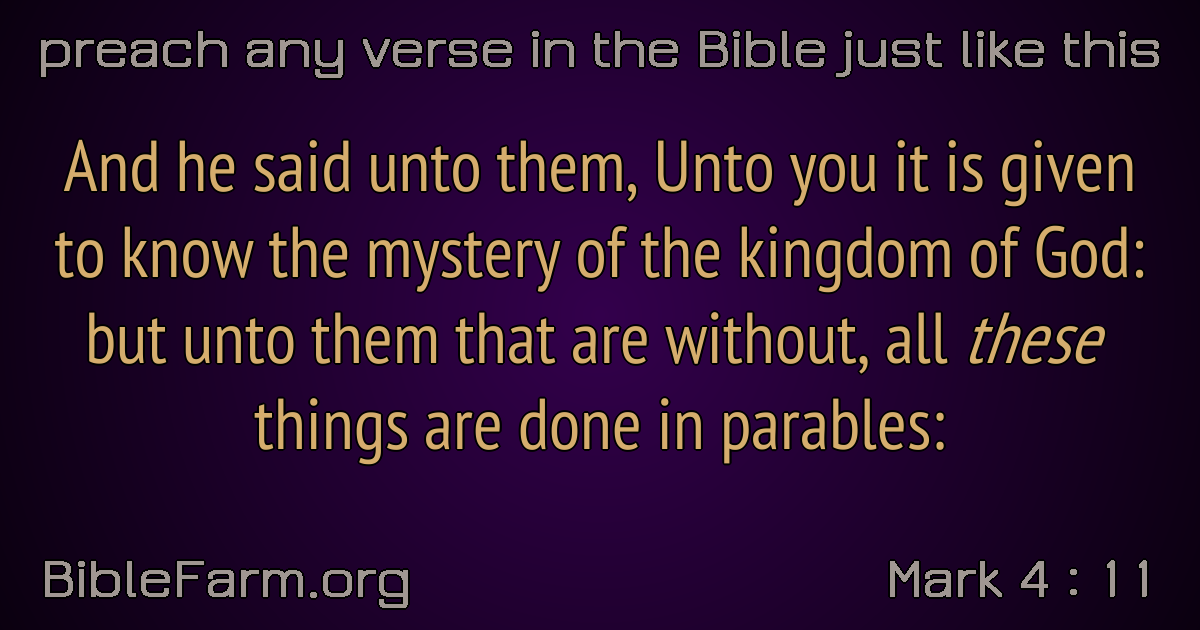 preach any verse in the Bible just like this
And he said unto them, Unto you it is given
to know the mystery of the kingdom of God:
but unto them that are without, all these
things are done in parables:
BibleFarm.org
Mark 4 : 11